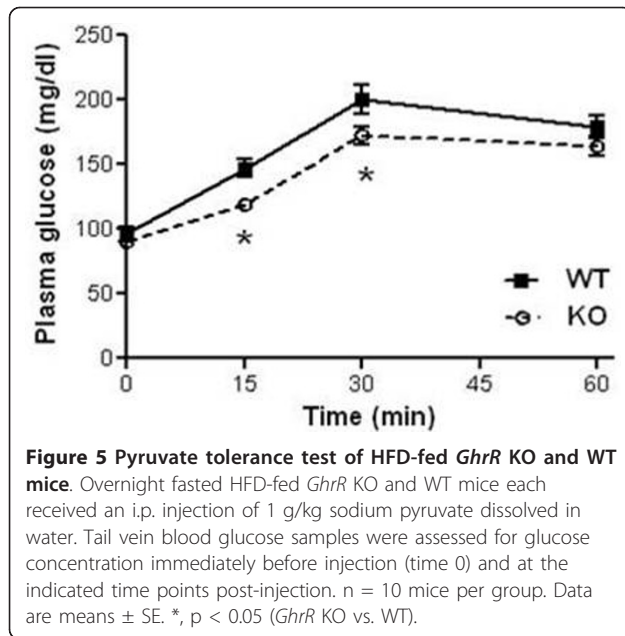 250
200
150
100
50
0
Plasma glucose (mg/dl)
*
*
WT
KO
0 15 30 45 60
Time (min)
Figure 5 Pyruvate tolerance test of HFD-fed GhrR KO and WT
mice. Overnight fasted HFD-fed GhrR KO and WT mice each
received an i.p. injection of 1 g/kg sodium pyruvate dissolved in
water. Tail vein blood glucose samples were assessed for glucose
concentration immediately before injection (time 0) and at the
indicated time points post-injection. n = 10 mice per group. Data
are means ± SE. *, p < 0.05 (GhrR KO vs. WT).